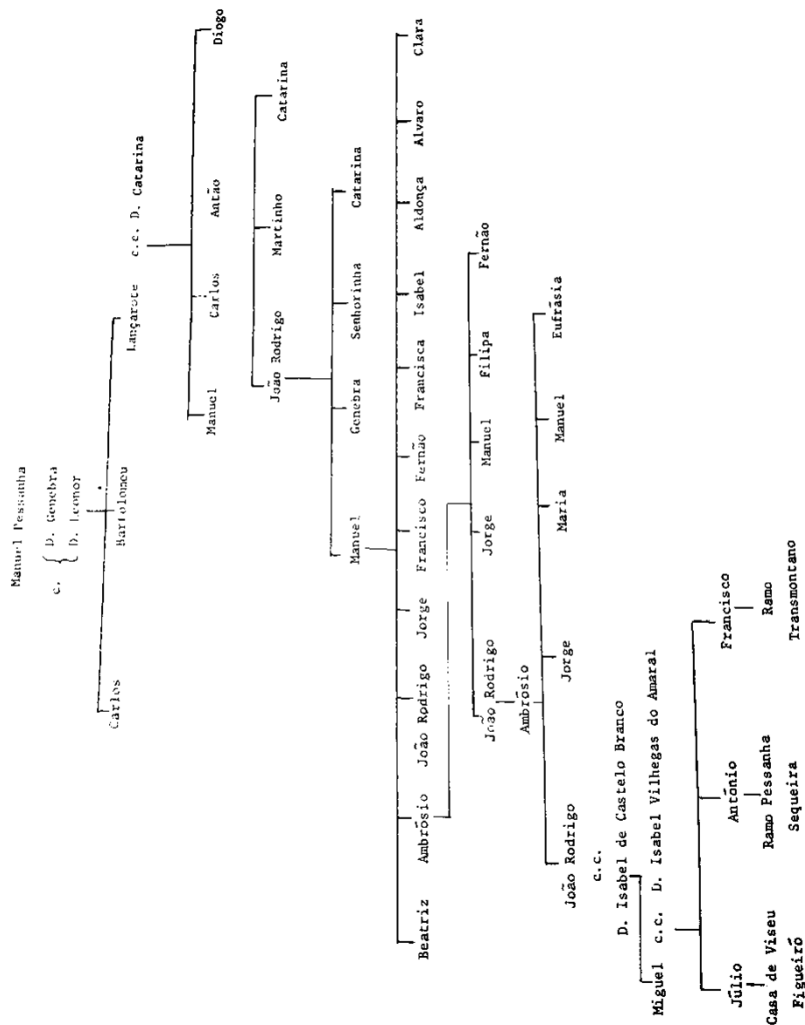 Manuel Pessanha
c. { D. Genebra
D. Leonor
Carlos Bartolomeu Lançarote c.c. D. Catarina
Manuel Carlos Antão Diogo
João Rodrigo Martinho Catarina
Manuel Genebra Senhorinha Catarina
Beatriz Ambrósio João Rodrigo Jorge Francisco Fernão Francisca Isabel Aldonça Alvaro Clara
João Rodrigo Jorge Manuel Filipa Fernão
Ambrósio
João Rodrigo Jorge Maria Manuel Eufrásia
c.c.
D. Isabel de Castelo Branco
Miguel c.c. D. Isabel Vilhegas do Amaral
Júlio António Francisco
Casa de Viseu Ramo Pessanha Ramo
Figueiró Sequeira Transmontano